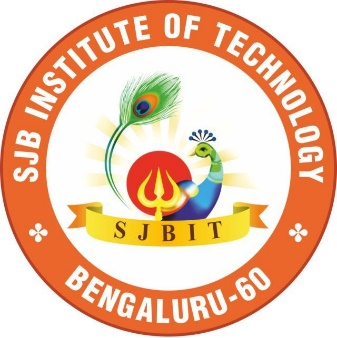 SJB INSTITUTE OF TECHNOLOGY
SJBIT
BENGALURU-60